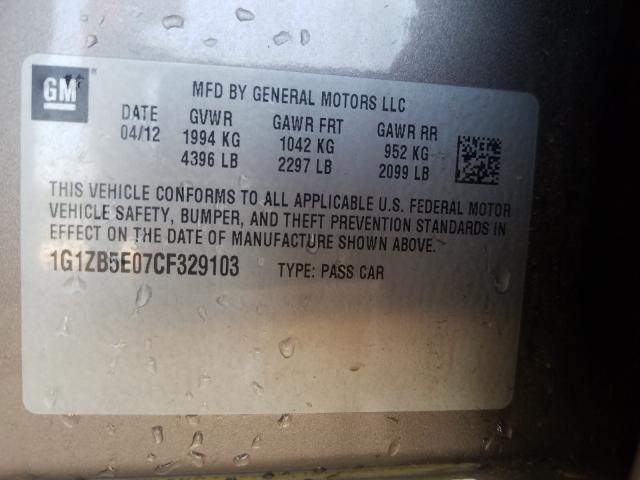 GM
MFD BY GENERAL MOTORS LLC
DATE GVWR GAWR FRT GAWR RR
04/12 1994 KG 1042 KG 952 KG
4396 LB 2297 LB 2099 LB
THIS VEHICLE CONFORMS TO ALL APPLICABLE U.S. FEDERAL MOTOR
VEHICLE SAFETY, BUMPER, AND THEFT PREVENTION STANDARDS IN
EFFECT ON THE DATE OF MANUFACTURE SHOWN ABOVE.
1G1ZB5E07CF329103 TYPE: PASS CAR